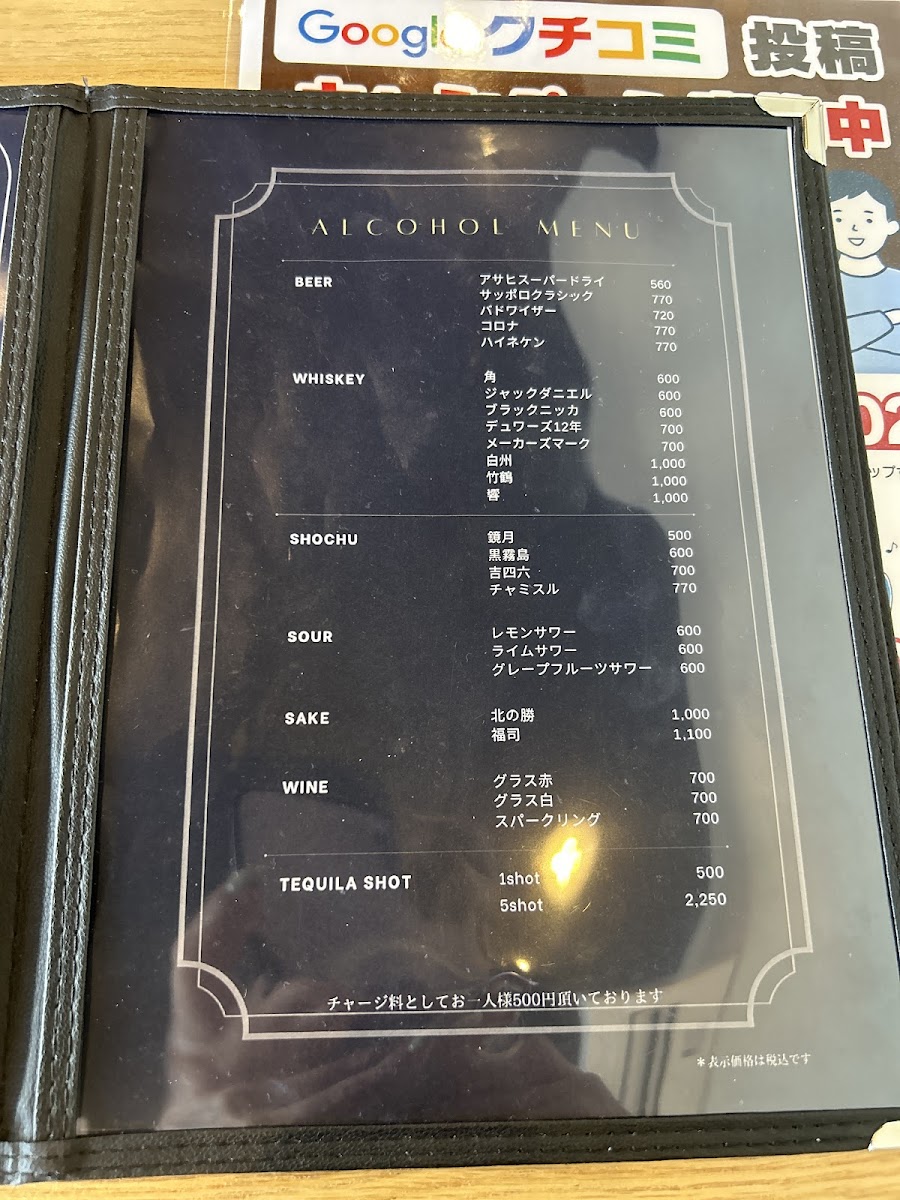 Googleクチコミ 投稿
中
ALCOHOL MENU
BEER
アサヒスーパードライ 560
サッポロクラシック 770
バドワイザー 720
コロナ 770
ハイネケン 770
WHISKEY
角 600
ジャックダニエル 600
ブラックニッカ 600
デュワーズ12年 700
メーカーズマーク 700
白州 1,000
竹鶴 1,000
響 1,000
SHOCHU
鏡月 500
黒霧島 600
吉四六 700
チャミスル 770
SOUR
レモンサワー 600
ライムサワー 600
グレープフルーツサワー 600
SAKE
北の勝 1,000
福司 1,100
WINE
グラス赤 700
グラス白 700
スパークリング 700
TEQUILA SHOT
1shot 500
5shot 2,250
チャージ料としてお一人様500円頂いております
＊表示価格は税込です